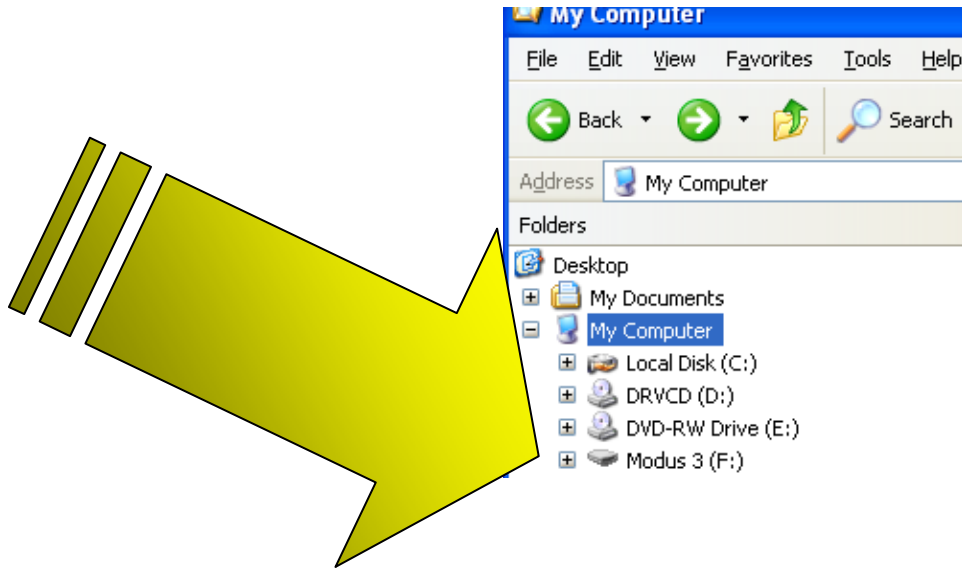 My Computer
File Edit View Favorites Tools Help
Back Search
Address My Computer
Folders
Desktop
My Documents
My Computer
Local Disk (C:)
DRVCD (D:)
DVD-RW Drive (E:)
Modus 3 (F:)